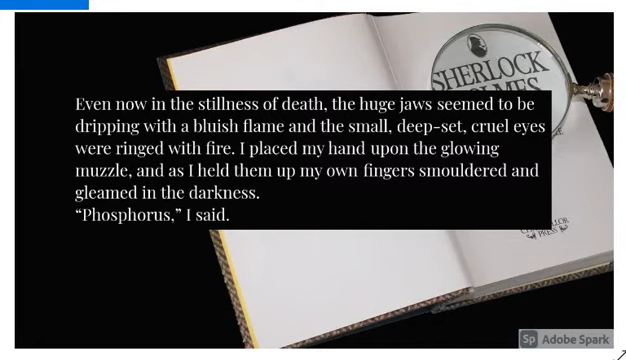 SHERLOCK
HOLMES
Even now in the stillness of death, the huge jaws seemed to be
dripping with a bluish flame and the small, deep-set, cruel eyes
were ringed with fire. I placed my hand upon the glowing
muzzle, and as I held them up my own fingers smouldered and
gleamed in the darkness.
“Phosphorus,” I said.
PRESS
Sp Adobe Spark